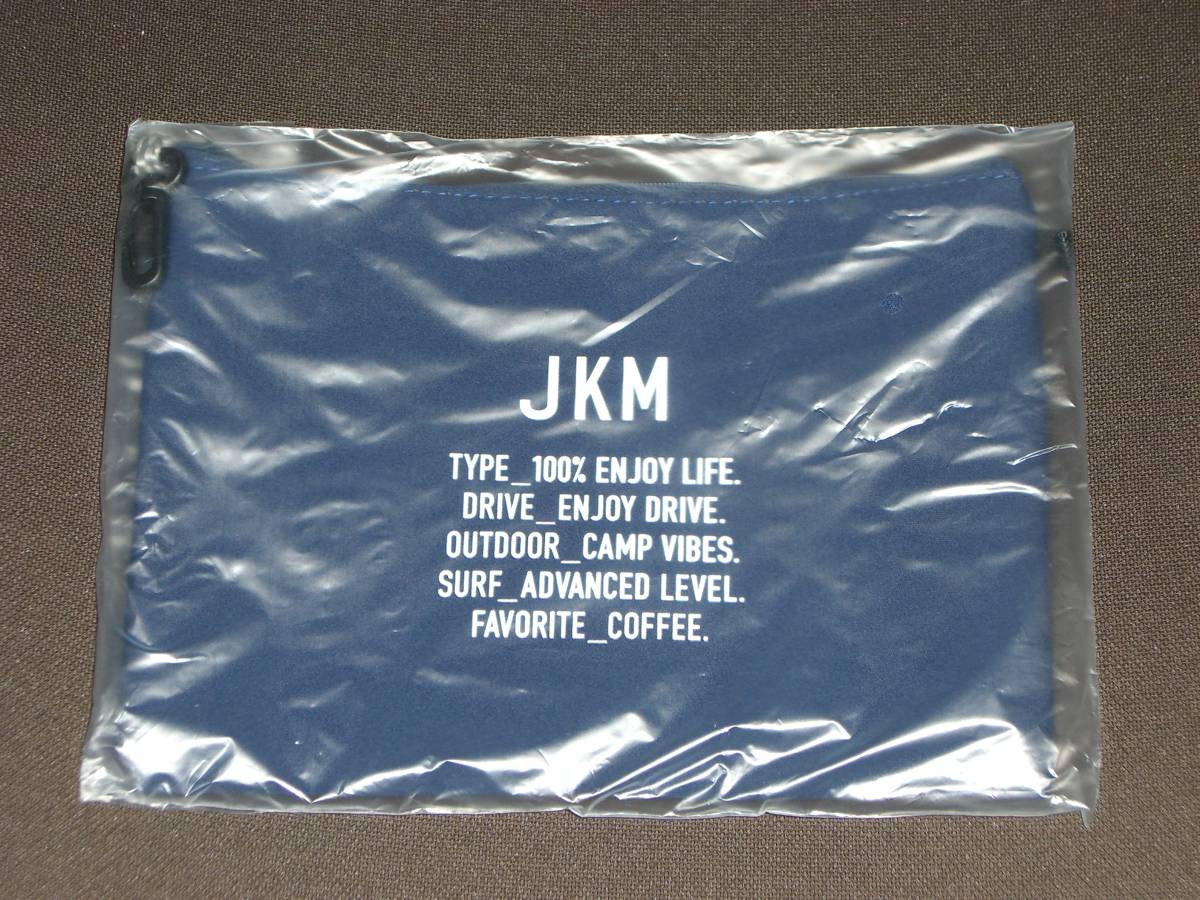 JKM
TYPE_100% ENJOY LIFE.
DRIVE_ENJOY DRIVE.
OUTDOOR_CAMP VIBES.
SURF_ADVANCED LEVEL.
FAVORITE_COFFEE.